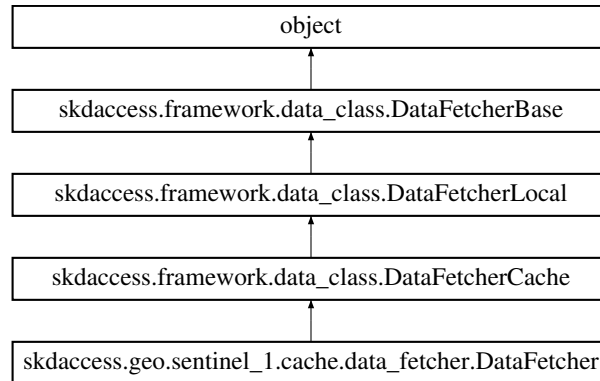 object
skdaccess.framework.data_class.DataFetcherBase
skdaccess.framework.data_class.DataFetcherLocal
skdaccess.framework.data_class.DataFetcherCache
skdaccess.geo.sentinel_1.cache.data_fetcher.DataFetcher